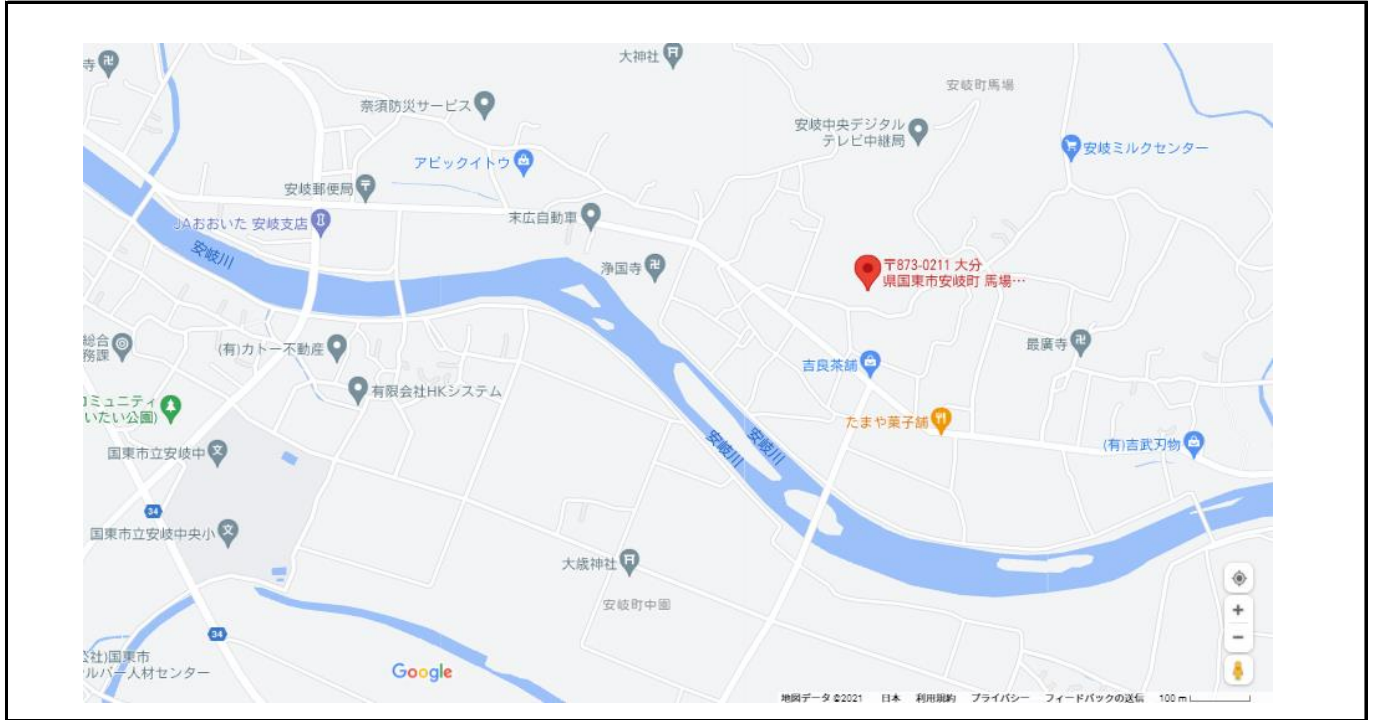 大神社
寺
安岐町馬場
奈須防災サービス
安岐中央デジタル
テレビ中継局
安岐ミルクセンター
アピックイトウ
安岐郵便局
末広自動車
JAおおいた 安岐支店
安岐川
浄国寺
〒873-0211 大分
県国東市安岐町 馬場…
総合
務課
(有)カトー不動産
最廣寺
吉良茶舗
有限会社HKシステム
コミュニティ
いたい公園)
たまや菓子舗
安岐川
安岐川
(有)吉武刃物
国東市立安岐中
34
国東市立安岐中央小
大歳神社
安岐町中園
34
公社)国東市
ルバー人材センター
Google
地図データ ©2021 日本 利用規約 プライバシー フィードバックの送信 100 m